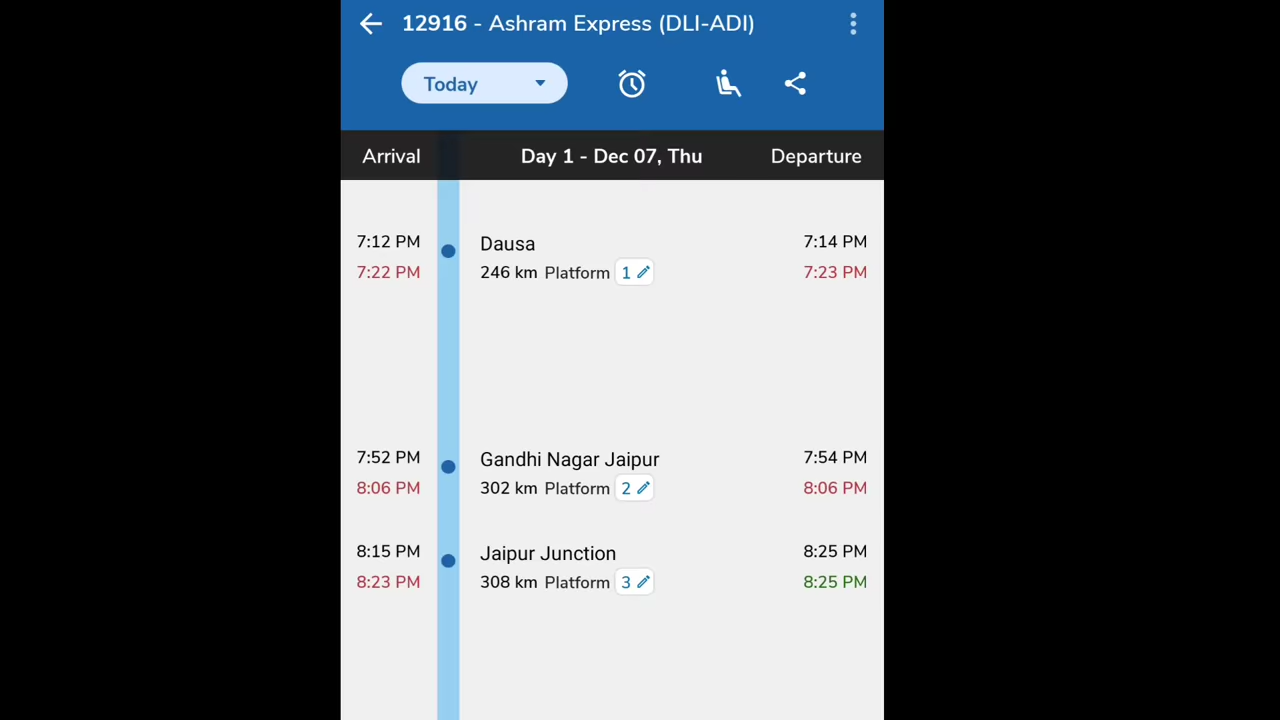 12916 - Ashram Express (DLI-ADI)
Today
Arrival Day 1 - Dec 07, Thu Departure
7:12 PM Dausa 7:14 PM
7:22 PM 246 km Platform 1 7:23 PM
7:52 PM Gandhi Nagar Jaipur 7:54 PM
8:06 PM 302 km Platform 2 8:06 PM
8:15 PM Jaipur Junction 8:25 PM
8:23 PM 308 km Platform 3 8:25 PM